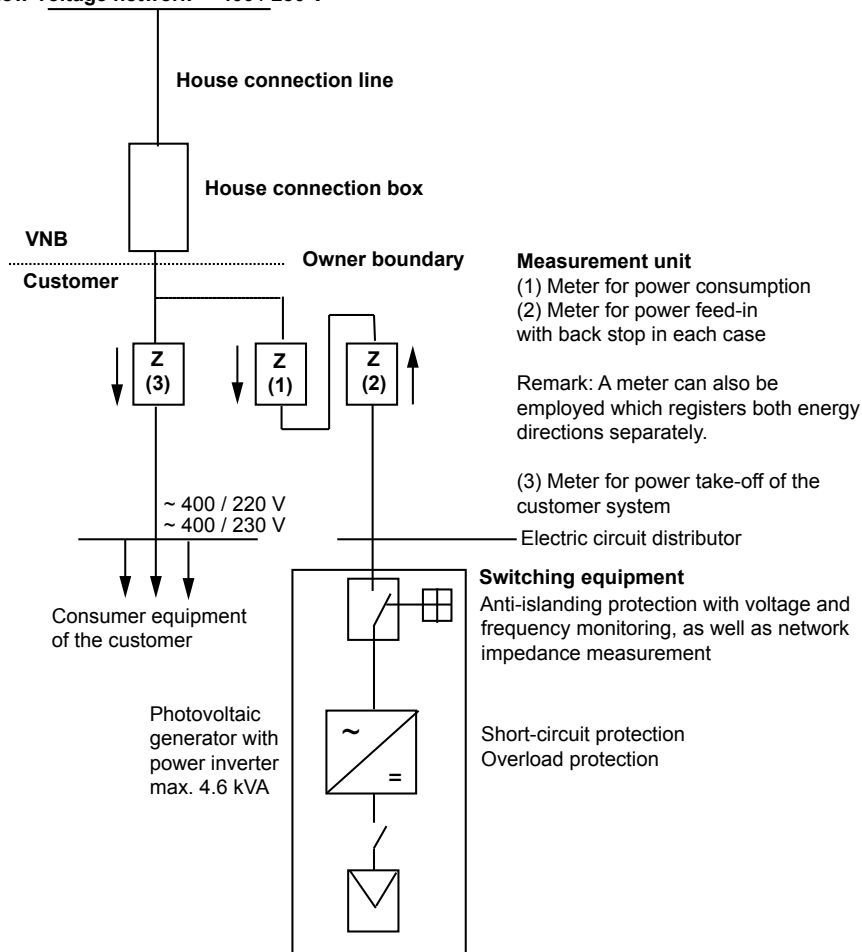 House connection line
House connection box
VNB
Owner boundary
Customer
Measurement unit
(1) Meter for power consumption
(2) Meter for power feed-in
with back stop in each case
Z
(3)
Z
(1)
Z
(2)
Remark: A meter can also be
employed which registers both energy
directions separately.
(3) Meter for power take-off of the
customer system
~ 400 / 220 V
~ 400 / 230 V
Electric circuit distributor
Consumer equipment
of the customer
Switching equipment
Anti-islanding protection with voltage and
frequency monitoring, as well as network
impedance measurement
Photovoltaic
generator with
power inverter
max. 4.6 kVA
~
=
Short-circuit protection
Overload protection